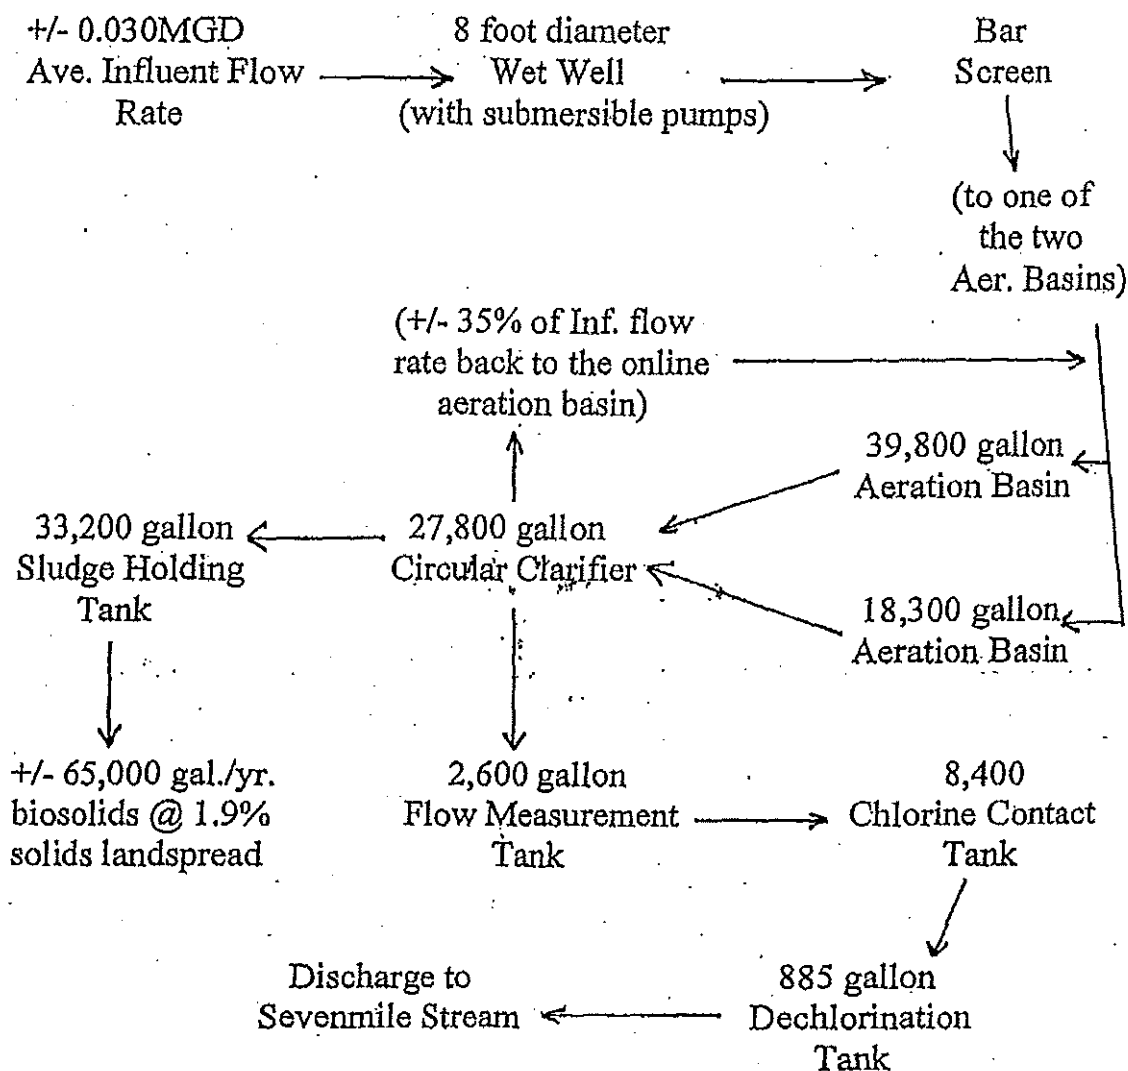 +/- 0.030MGD
Ave. Influent Flow
Rate
8 foot diameter
Wet Well
(with submersible pumps)
Bar
Screen
(to one of
the two
Aer. Basins)
(+/- 35% of Inf. flow
rate back to the online
aeration basin)
39,800 gallon
Aeration Basin
33,200 gallon
Sludge Holding
Tank
27,800 gallon
Circular Clarifier
18,300 gallon
Aeration Basin
+/- 65,000 gal./yr.
biosolids @ 1.9%
solids landspread
2,600 gallon
Flow Measurement
Tank
8,400
Chlorine Contact
Tank
Discharge to
Sevenmile Stream
885 gallon
Dechlorination
Tank